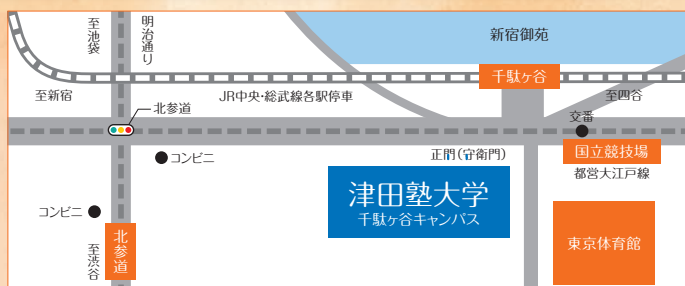 至池袋
明治通り
新宿御苑
千駄ヶ谷
至新宿
JR中央・総武線各駅停車
至四谷
北参道
交番
コンビニ
正門（守衛門）
国立競技場
都営大江戸線
津田塾大学
千駄ヶ谷キャンパス
コンビニ
北参道
至渋谷
東京体育館